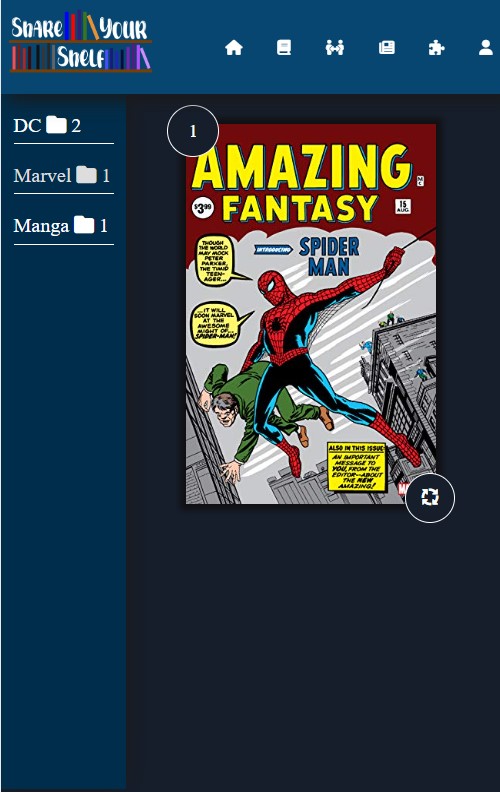 SHARE YOUR
SHELF
DC 2
Marvel 1
Manga 1
1
AMAZING
FANTASY
$3.99
15
AUG.
INTRODUCING
SPIDER
MAN
THOUGH
THE WORLD
MAY MOCK
PETER
PARKER,
THE TIMID
TEEN-
AGER...
...IT WILL
SOON MARVEL
AT THE
AWESOME
MIGHT OF...
SPIDER-MAN!
ALSO IN THIS ISSUE:
AN IMPORTANT
MESSAGE TO
YOU, FROM THE
EDITOR--ABOUT
THE NEW
AMAZING!